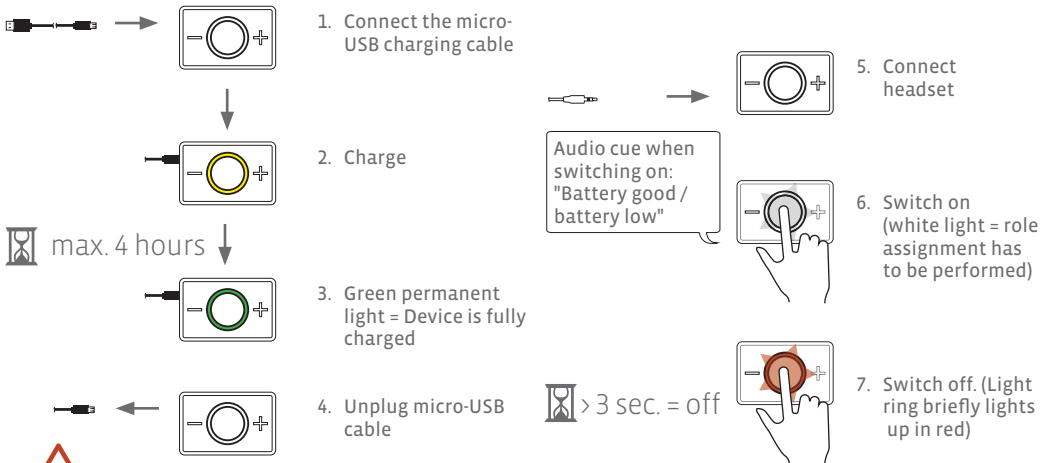 1. Connect the micro-
USB charging cable
2. Charge
max. 4 hours
3. Green permanent
light = Device is fully
charged
4. Unplug micro-USB
cable
5. Connect
headset
Audio cue when
switching on:
"Battery good /
battery low"
6. Switch on
(white light = role
assignment has
to be performed)
> 3 sec. = off
7. Switch off. (Light
ring briefly lights
up in red)